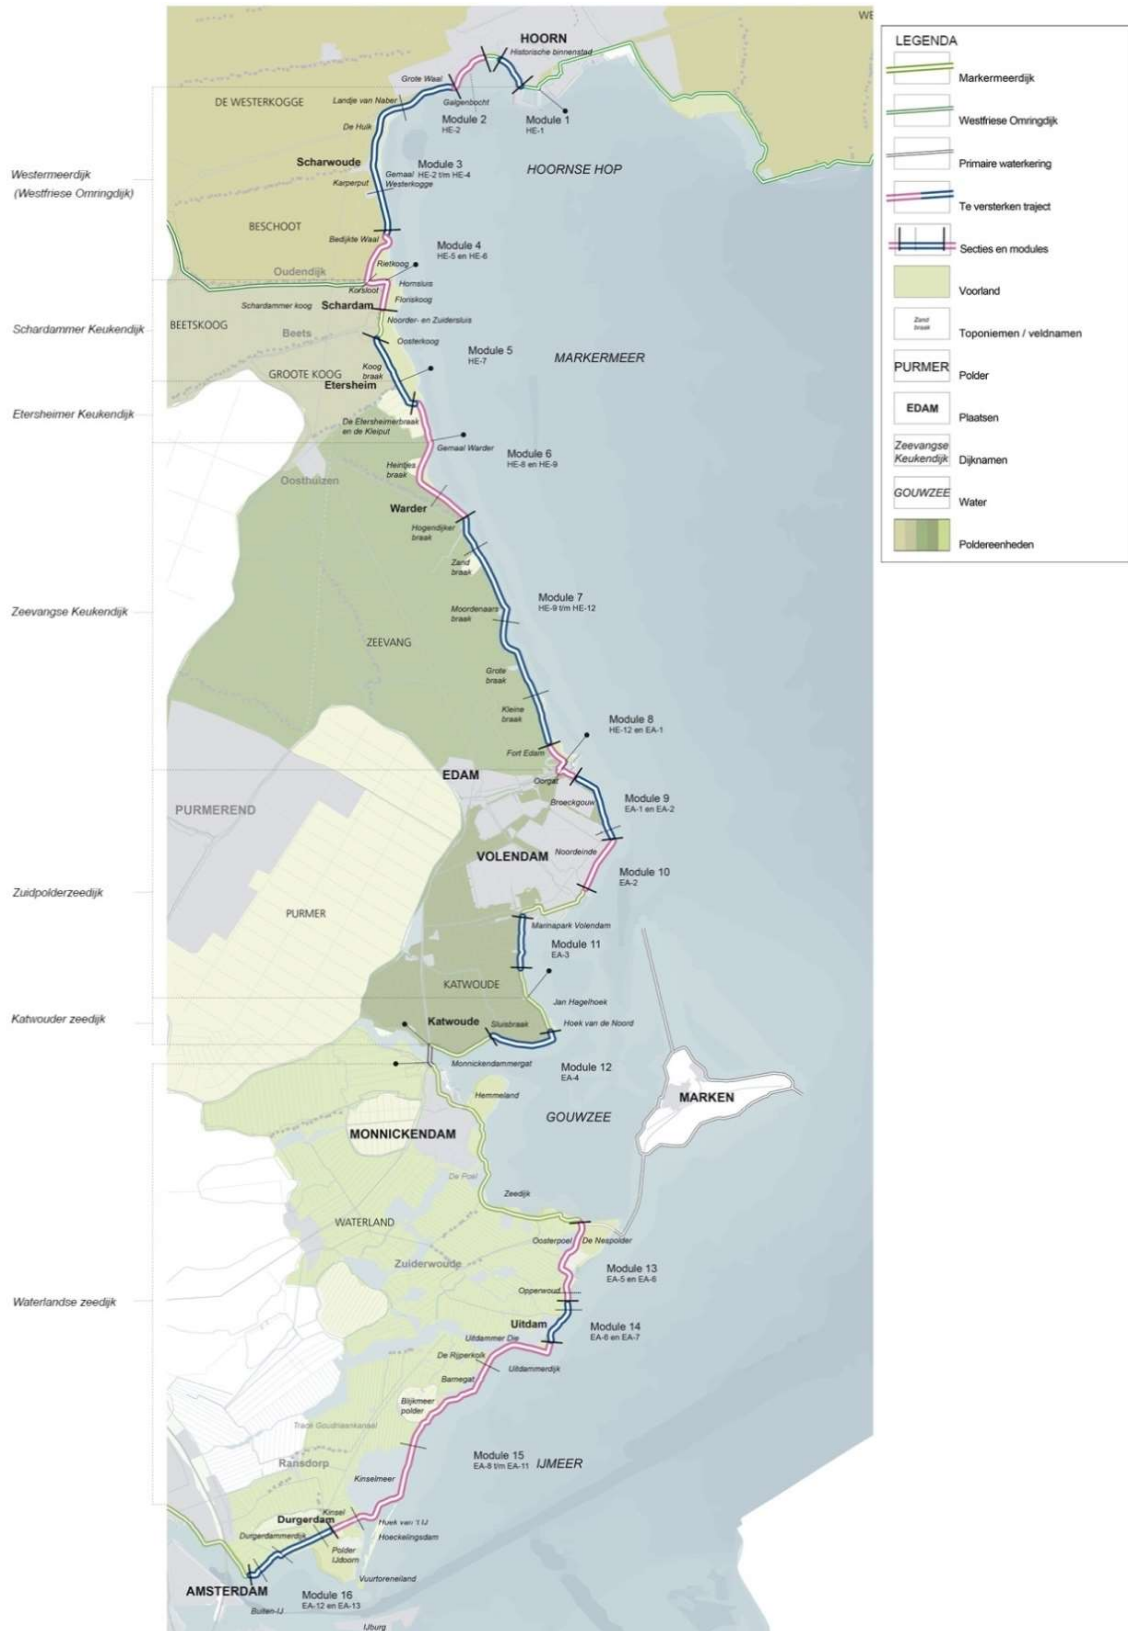 HOORN
Historische binnenstad
Grote Waal
Galgenbocht
Landje van Naber
DE WESTERKOGGE
De Hulk
Module 2
HE-2
Module 1
HE-1
Scharwoude
Module 3
HE-2 t/m HE-4
Gemaal
Westerkogge
Karperput
HOORNSE HOP
Westermeerdijk
(Westfriese Omringdijk)
BESCHOOT
Bedijkte Waal
Module 4
HE-5 en HE-6
Oudendijk
Rietkoog
Hornsluis
Korsloot
Floriskoog
Schardammer koog
Schardam
Noorder- en Zuidersluis
BEETSKOOG
Schardammer Keukendijk
Beets
Oosterkoog
MARKERMEER
Module 5
HE-7
GROOTE KOOG
Koog
braak
Etersheim
Etersheimer Keukendijk
De Etersheimerbraak
en de Kleiput
Gemaal Warder
Module 6
HE-8 en HE-9
Heintjes
braak
Oosthuizen
Warder
Hogendijker
braak
Zand
braak
Zeevangse Keukendijk
Module 7
HE-9 t/m HE-12
Moordenaars
braak
ZEEVANG
Grote
braak
Kleine
braak
Module 8
HE-12 en EA-1
Fort Edam
EDAM
Oorgat
Broeckgouw
Module 9
EA-1 en EA-2
PURMEREND
VOLENDAM
Noordeinde
Module 10
EA-2
Zuidpolderzeedijk
PURMER
Marinapark Volendam
Module 11
EA-3
KATWOUDE
Jan Hagelhoek
Katwouder zeedijk
Katwoude
Sluisbraak
Hoek van de Noord
Monnickendammergat
Module 12
EA-4
Hemmeland
GOUWZEE
MARKEN
MONNICKENDAM
De Poel
Zeedijk
WATERLAND
Oosterpoel
De Nespolder
Zuiderwoude
Module 13
EA-5 en EA-6
Opperwoud
Waterlandse zeedijk
Uitdam
Module 14
EA-6 en EA-7
Uitdammer Die
De Rijperkolk
Uitdammerdijk
Barnegat
Blijkmeer
polder
Tracé Goudriaankanaal
Ransdorp
Module 15
EA-8 t/m EA-11
IJMEER
Kinselmeer
Kinsel
Durgerdam
Hoek van 't IJ
Durgerdammerdijk
Hoeckelingsdam
Polder
IJdoorn
Vuurtoreneiland
AMSTERDAM
Module 16
EA-12 en EA-13
Buiten-IJ
IJburg
LEGENDA
Markermeerdijk
Westfriese Omringdijk
Primaire waterkering
Te versterken traject
Secties en modules
Voorland
Zand
braak
Toponiemen / veldnamen
PURMER
Polder
EDAM
Plaatsen
Zeevangse
Keukendijk
Dijknamen
GOUWZEE
Water
Poldereenheden